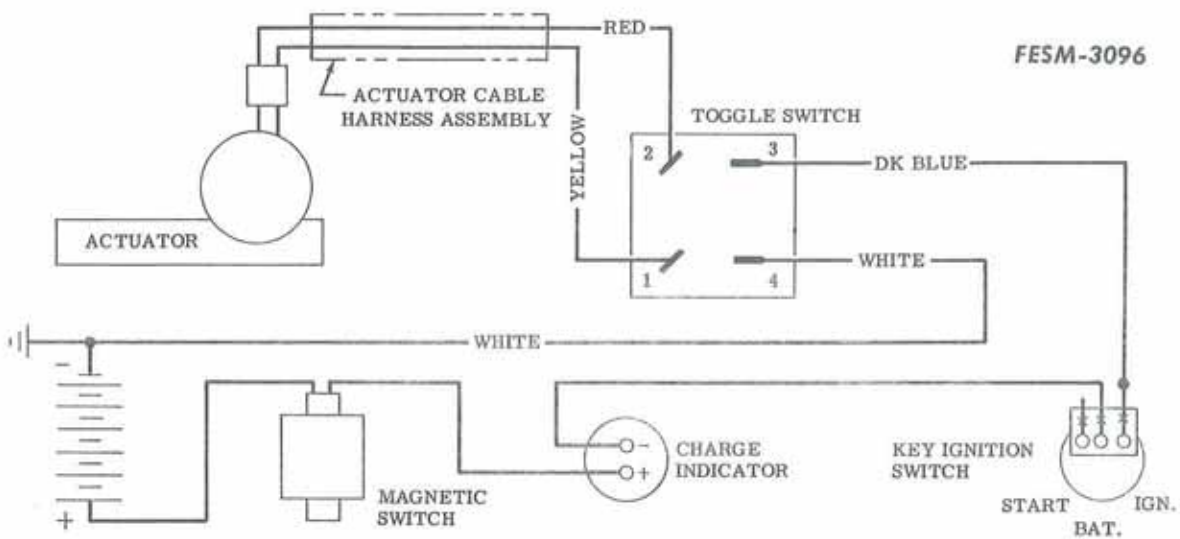 RED
FESM-3096
ACTUATOR CABLE
HARNESS ASSEMBLY
YELLOW
TOGGLE SWITCH
2
3
DK BLUE
ACTUATOR
1
4
WHITE
WHITE
-
+
MAGNETIC
SWITCH
-
+
CHARGE
INDICATOR
KEY IGNITION
SWITCH
START
BAT.
IGN.